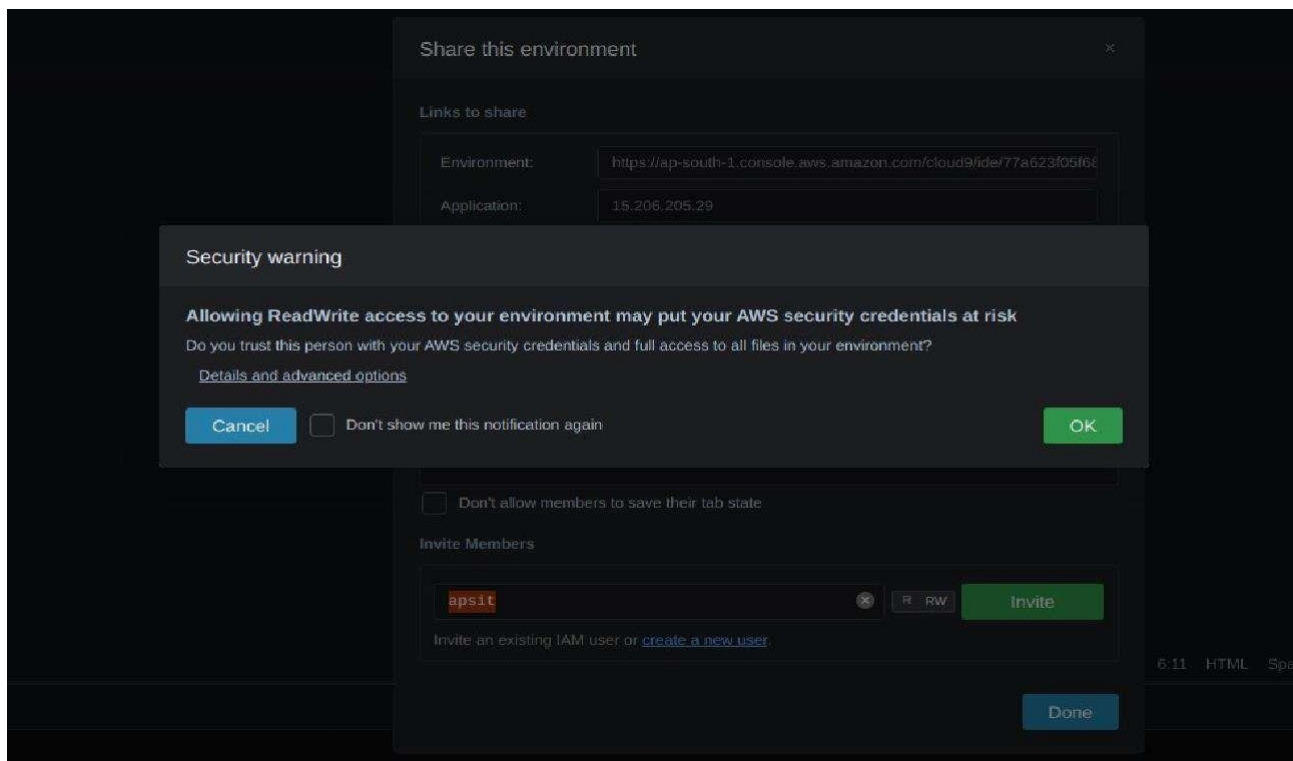 Share this environment ×
Links to share
Environment: https://ap-south-1.console.aws.amazon.com/cloud9/ide/77a623f05f68
Application: 15.206.205.29
Security warning
Allowing ReadWrite access to your environment may put your AWS security credentials at risk
Do you trust this person with your AWS security credentials and full access to all files in your environment?
Details and advanced options
Cancel Don't show me this notification again OK
Don't allow members to save their tab state
Invite Members
apsit R RW Invite
Invite an existing IAM user or create a new user.
6:11 HTML Spa
Done